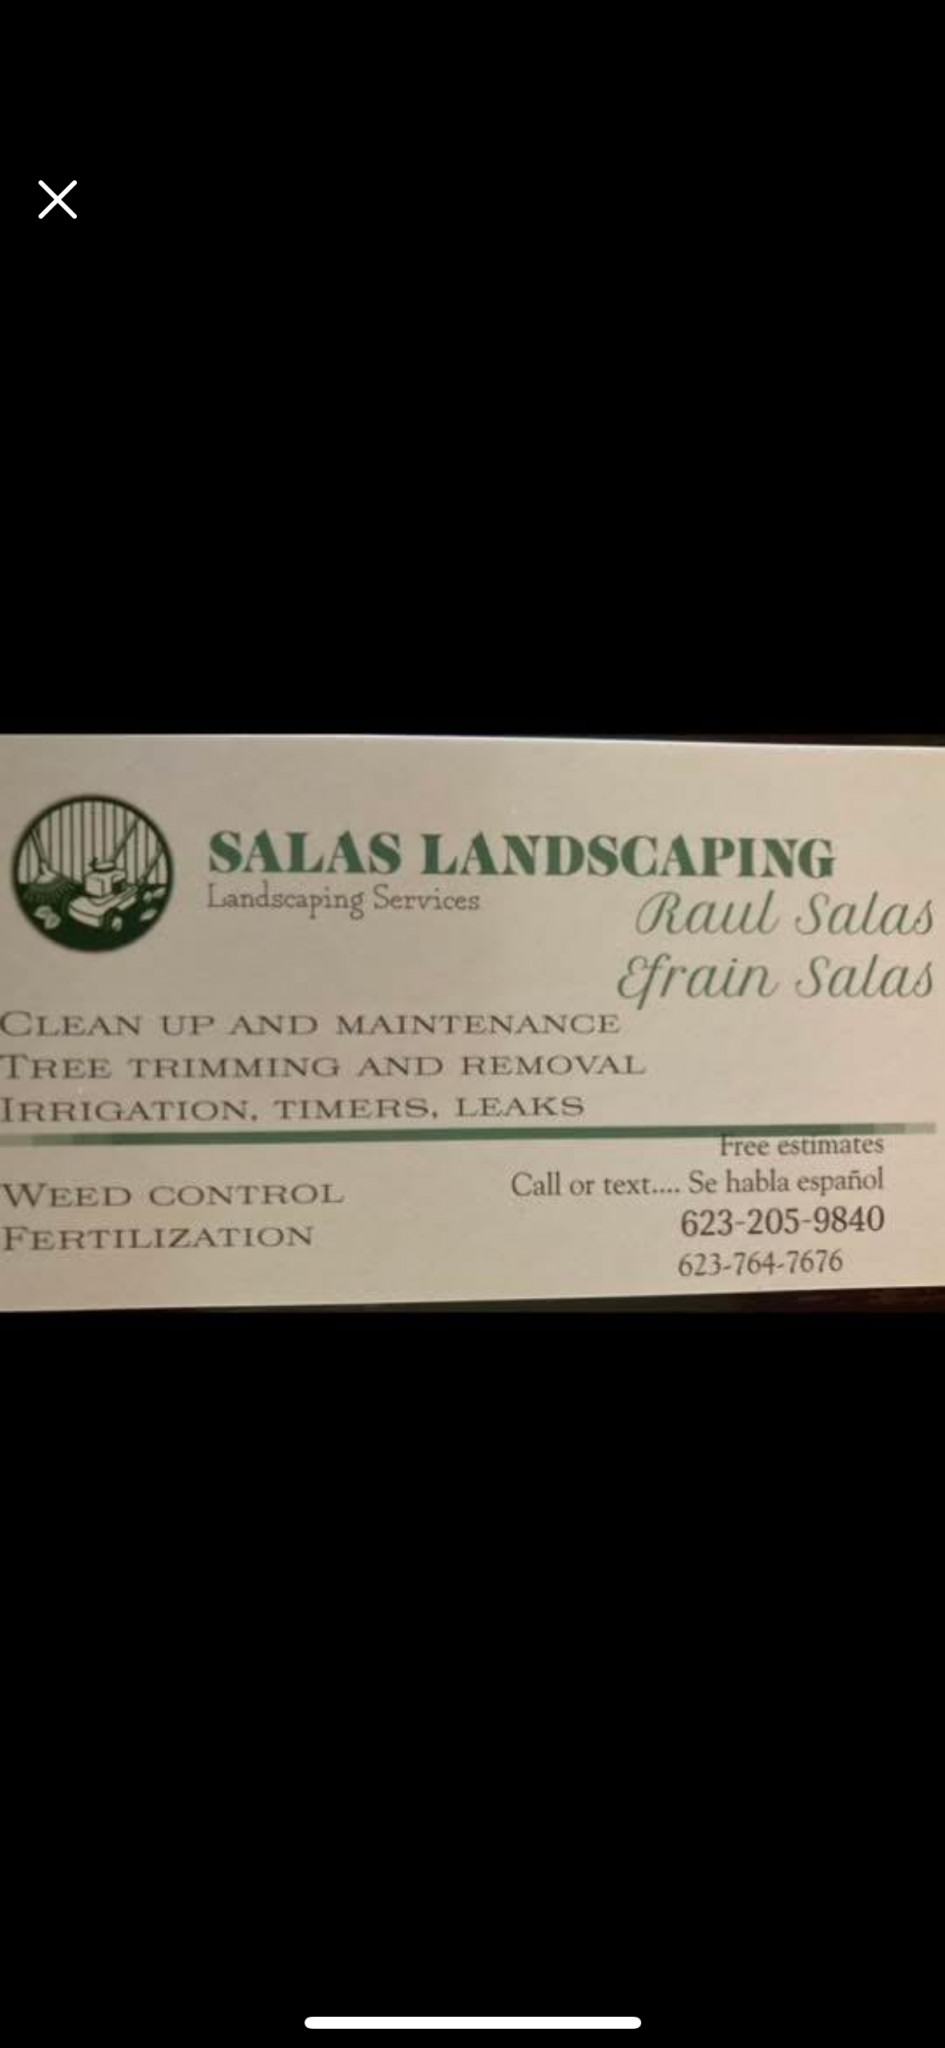 SALAS LANDSCAPING
Landscaping Services
Raul Salas
Efrain Salas
CLEAN UP AND MAINTENANCE
TREE TRIMMING AND REMOVAL
IRRIGATION, TIMERS, LEAKS
Free estimates
WEED CONTROL
Call or text.... Se habla español
FERTILIZATION
623-205-9840
623-764-7676